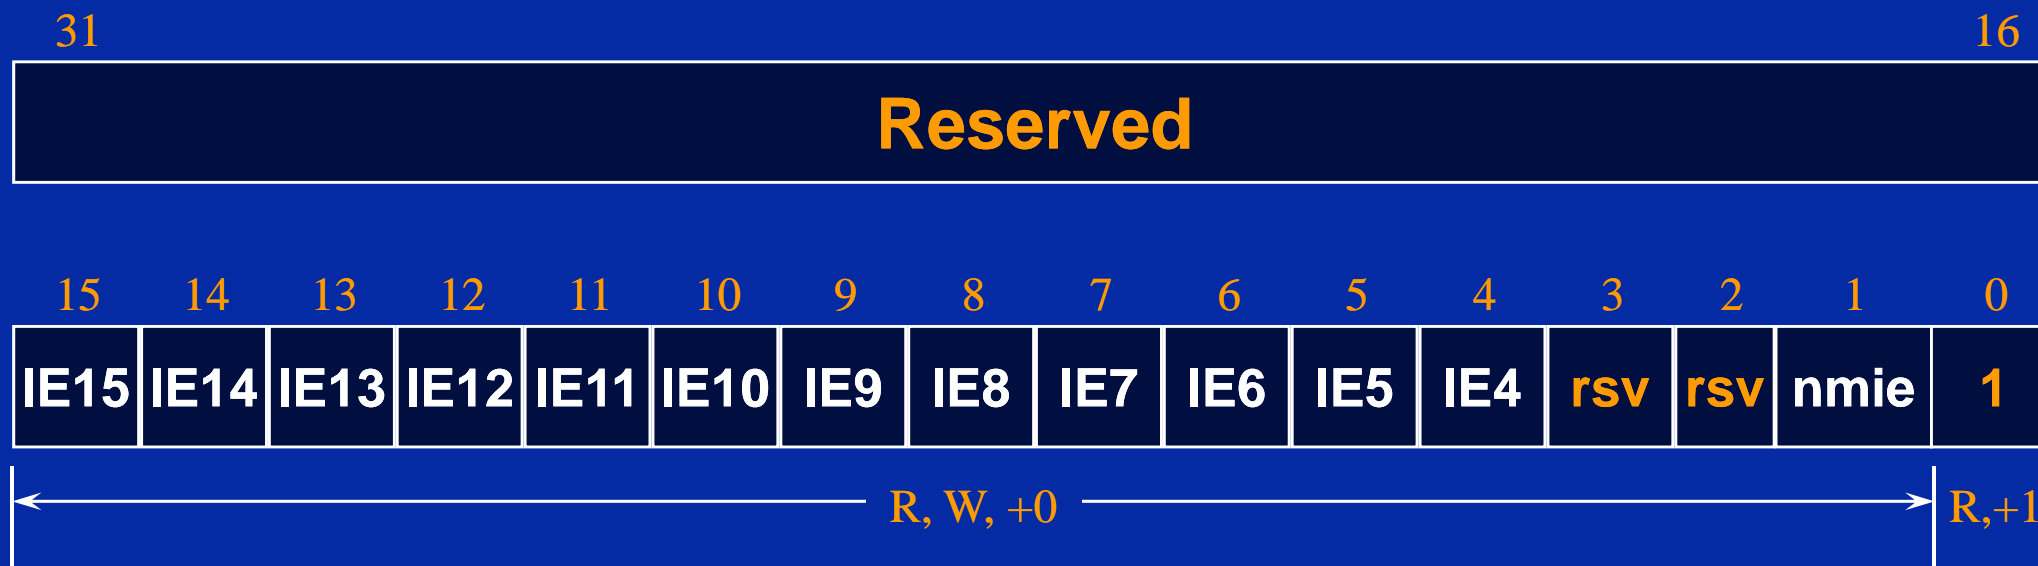 31 16
Reserved
15 14 13 12 11 10 9 8 7 6 5 4 3 2 1 0
IE15 IE14 IE13 IE12 IE11 IE10 IE9 IE8 IE7 IE6 IE5 IE4 rsv rsv nmie 1
R, W, +0 R,+1